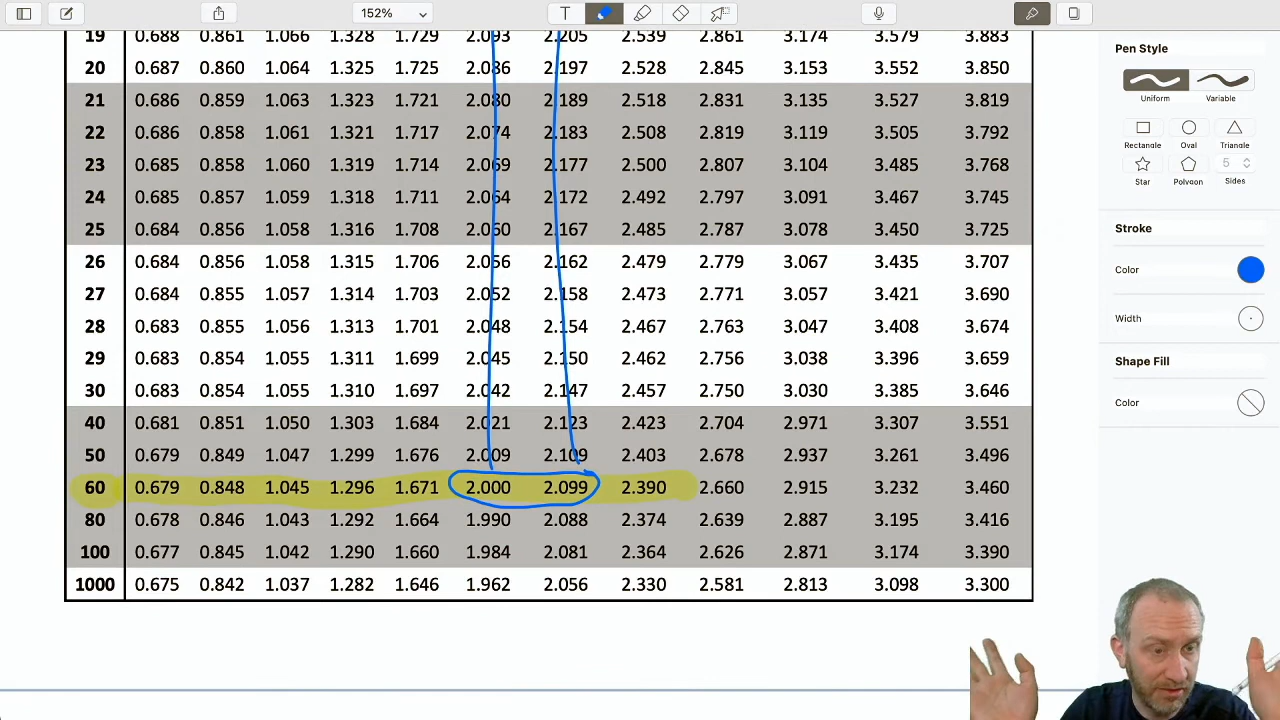 152%
T
Pen Style
Uniform
Variable
Rectangle
Oval
Triangle
Star
Polygon
5
Sides
Stroke
Color
Width
Shape Fill
Color
19 0.688 0.861 1.066 1.328 1.729 2.093 2.205 2.539 2.861 3.174 3.579 3.883
20 0.687 0.860 1.064 1.325 1.725 2.086 2.197 2.528 2.845 3.153 3.552 3.850
21 0.686 0.859 1.063 1.323 1.721 2.080 2.189 2.518 2.831 3.135 3.527 3.819
22 0.686 0.858 1.061 1.321 1.717 2.074 2.183 2.508 2.819 3.119 3.505 3.792
23 0.685 0.858 1.060 1.319 1.714 2.069 2.177 2.500 2.807 3.104 3.485 3.768
24 0.685 0.857 1.059 1.318 1.711 2.064 2.172 2.492 2.797 3.091 3.467 3.745
25 0.684 0.856 1.058 1.316 1.708 2.060 2.167 2.485 2.787 3.078 3.450 3.725
26 0.684 0.856 1.058 1.315 1.706 2.056 2.162 2.479 2.779 3.067 3.435 3.707
27 0.684 0.855 1.057 1.314 1.703 2.052 2.158 2.473 2.771 3.057 3.421 3.690
28 0.683 0.855 1.056 1.313 1.701 2.048 2.154 2.467 2.763 3.047 3.408 3.674
29 0.683 0.854 1.055 1.311 1.699 2.045 2.150 2.462 2.756 3.038 3.396 3.659
30 0.683 0.854 1.055 1.310 1.697 2.042 2.147 2.457 2.750 3.030 3.385 3.646
40 0.681 0.851 1.050 1.303 1.684 2.021 2.123 2.423 2.704 2.971 3.307 3.551
50 0.679 0.849 1.047 1.299 1.676 2.009 2.109 2.403 2.678 2.937 3.261 3.496
60 0.679 0.848 1.045 1.296 1.671 2.000 2.099 2.390 2.660 2.915 3.232 3.460
80 0.678 0.846 1.043 1.292 1.664 1.990 2.088 2.374 2.639 2.887 3.195 3.416
100 0.677 0.845 1.042 1.290 1.660 1.984 2.081 2.364 2.626 2.871 3.174 3.390
1000 0.675 0.842 1.037 1.282 1.646 1.962 2.056 2.330 2.581 2.813 3.098 3.300